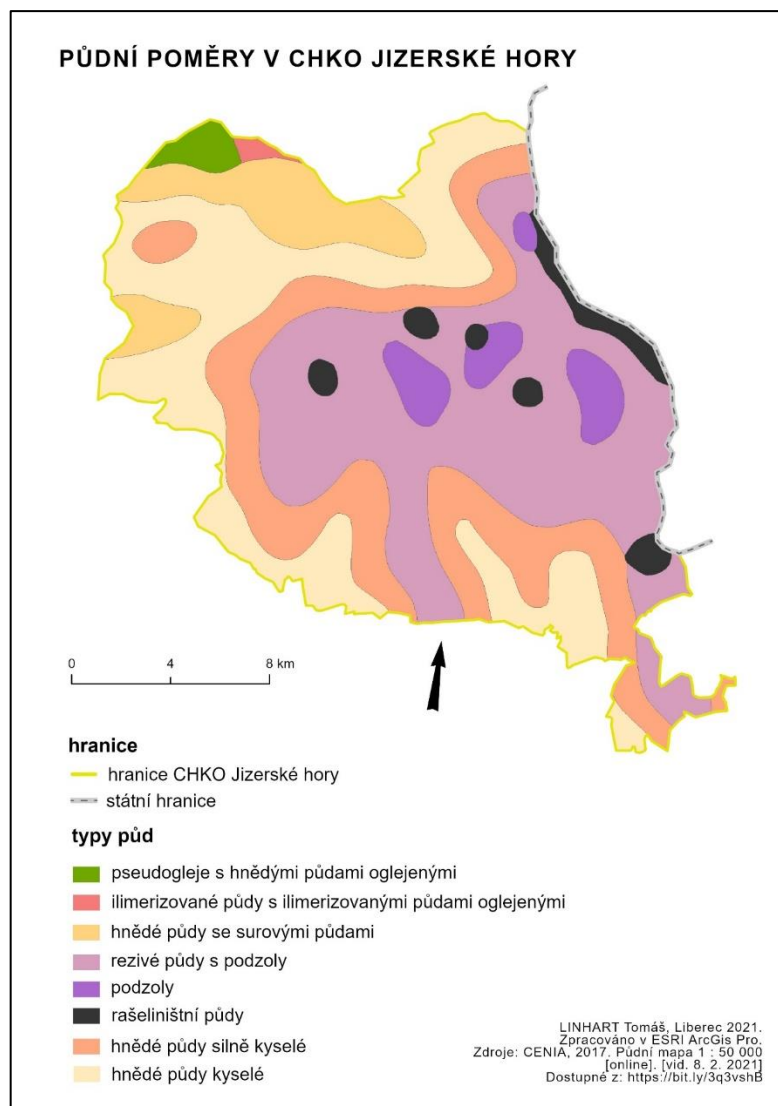 PŮDNÍ POMĚRY V CHKO JIZERSKÉ HORY
0 4 8 km
hranice
hranice CHKO Jizerské hory
státní hranice
typy půd
pseudogleje s hnědými půdami oglejenými
ilimerizované půdy s ilimerizovanými půdami oglejenými
hnědé půdy se surovými půdami
rezivé půdy s podzoly
podzoly
rašeliništní půdy
hnědé půdy silně kyselé
hnědé půdy kyselé
LINHART Tomáš, Liberec 2021.
Zpracováno v ESRI ArcGis Pro.
Zdroje: CENIA, 2017. Půdní mapa 1 : 50 000
[online]. [vid. 8. 2. 2021]
Dostupné z: https://bit.ly/3q3vshB